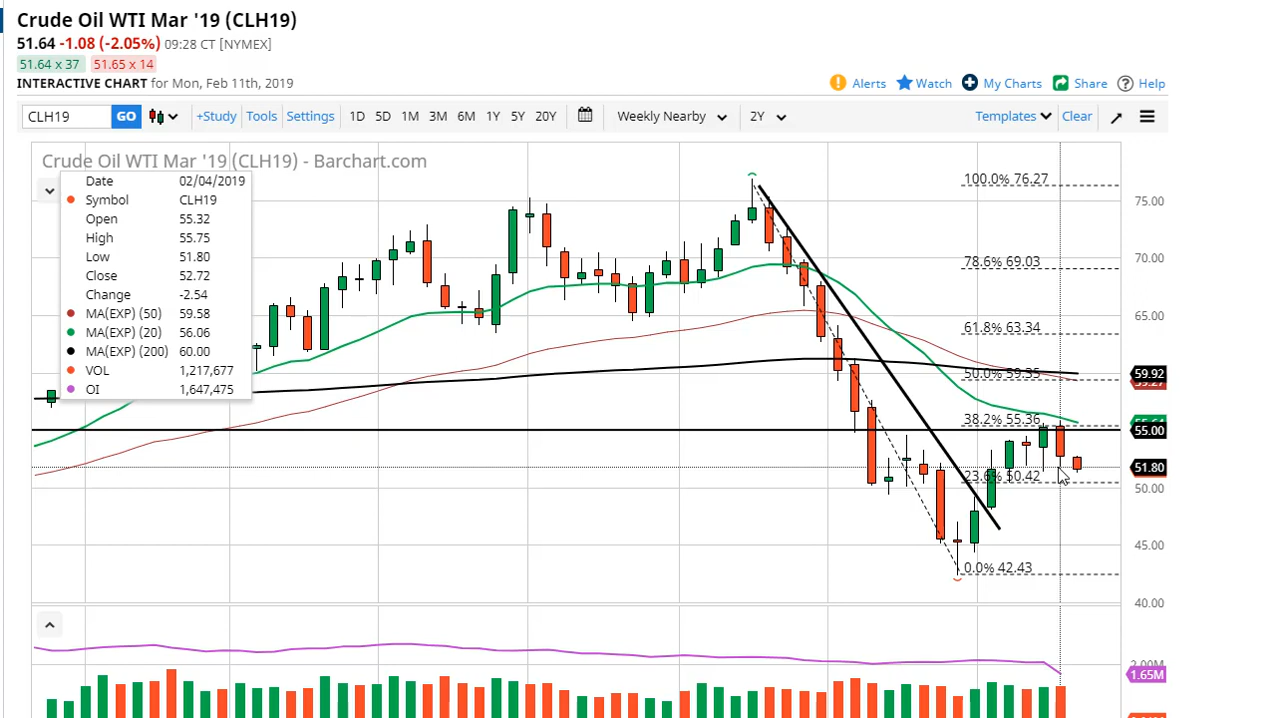 Crude Oil WTI Mar '19 (CLH19)
51.64 -1.08 (-2.05%) 09:28 CT [NYMEX]
51.64 x 37 51.65 x 14
INTERACTIVE CHART for Mon, Feb 11th, 2019
Alerts Watch My Charts Share Help
CLH19 GO +Study Tools Settings 1D 5D 1M 3M 6M 1Y 5Y 20Y Weekly Nearby 2Y Templates Clear
Crude Oil WTI Mar '19 (CLH19) - Barchart.com
Date 02/04/2019
Symbol CLH19
Open 55.32
High 55.75
Low 51.80
Close 52.72
Change -2.54
MA(EXP) (50) 59.58
MA(EXP) (20) 56.06
MA(EXP) (200) 60.00
VOL 1,217,677
OI 1,647,475
100.0% 76.27
75.00
78.6% 69.03
70.00
65.00
61.8% 63.34
50.0% 59.35
59.92
38.2% 55.36
55.00
51.80
23.6% 50.42
50.00
45.00
0.0% 42.43
40.00
2.00M
1.65M